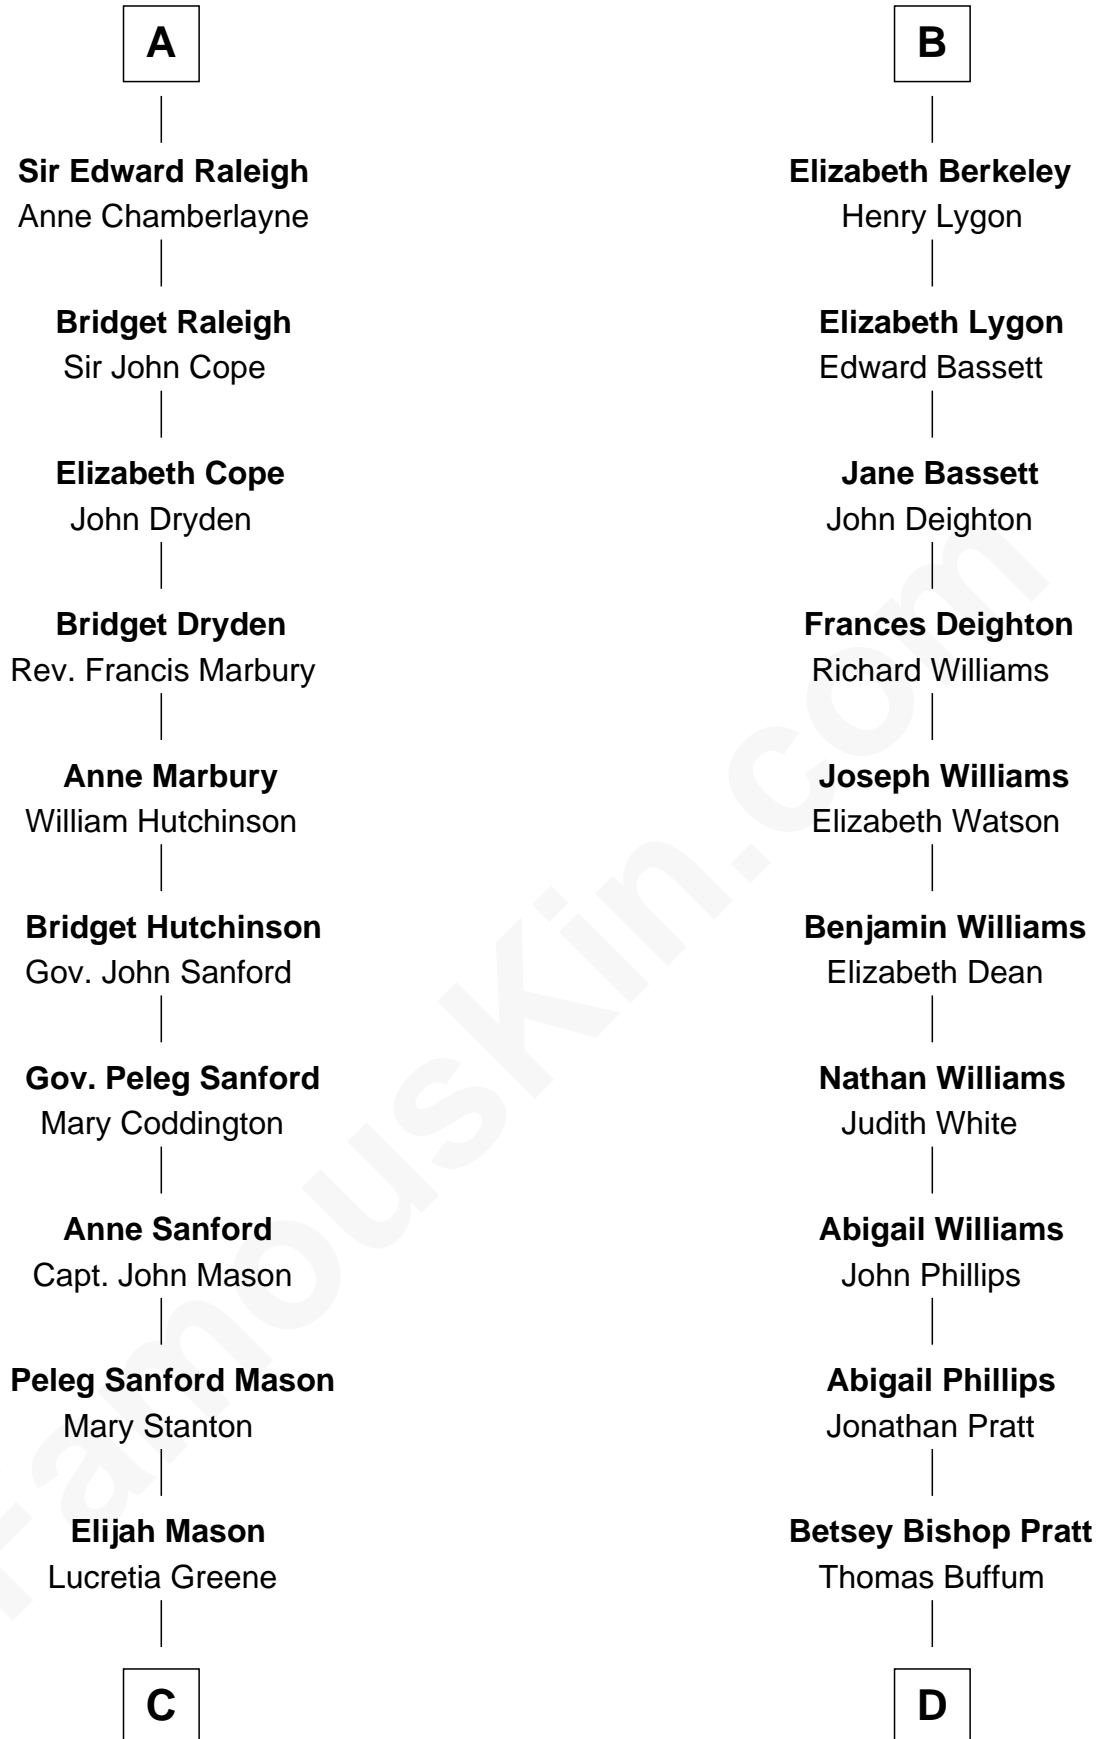 A
Sir Edward Raleigh
Anne Chamberlayne
Bridget Raleigh
Sir John Cope
Elizabeth Cope
John Dryden
Bridget Dryden
Rev. Francis Marbury
Anne Marbury
William Hutchinson
Bridget Hutchinson
Gov. John Sanford
Gov. Peleg Sanford
Mary Coddington
Anne Sanford
Capt. John Mason
Peleg Sanford Mason
Mary Stanton
Elijah Mason
Lucretia Greene
C
B
Elizabeth Berkeley
Henry Lygon
Elizabeth Lygon
Edward Bassett
Jane Bassett
John Deighton
Frances Deighton
Richard Williams
Joseph Williams
Elizabeth Watson
Benjamin Williams
Elizabeth Dean
Nathan Williams
Judith White
Abigail Williams
John Phillips
Abigail Phillips
Jonathan Pratt
Betsey Bishop Pratt
Thomas Buffum
D
FamousKin.com